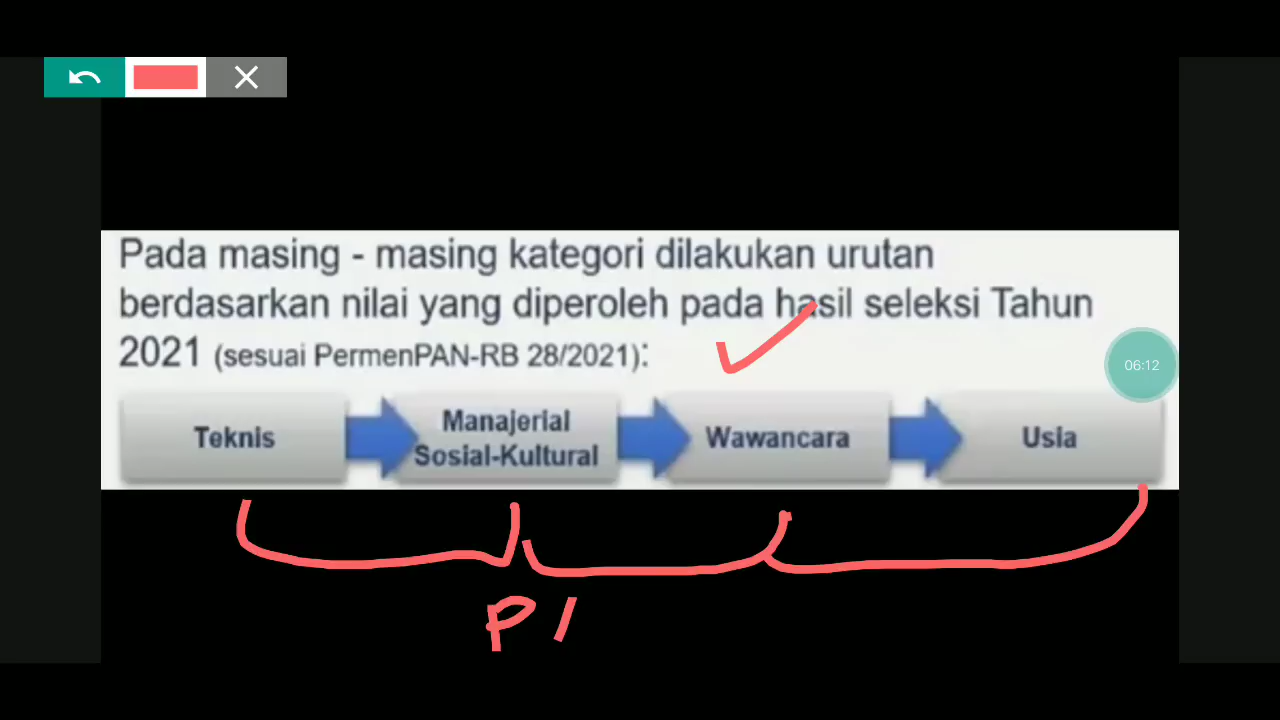 Pada masing - masing kategori dilakukan urutan
berdasarkan nilai yang diperoleh pada hasil seleksi Tahun
2021 (sesuai PermenPAN-RB 28/2021):
06:12
Teknis
Manajerial
Sosial-Kultural
Wawancara
Usia
P1